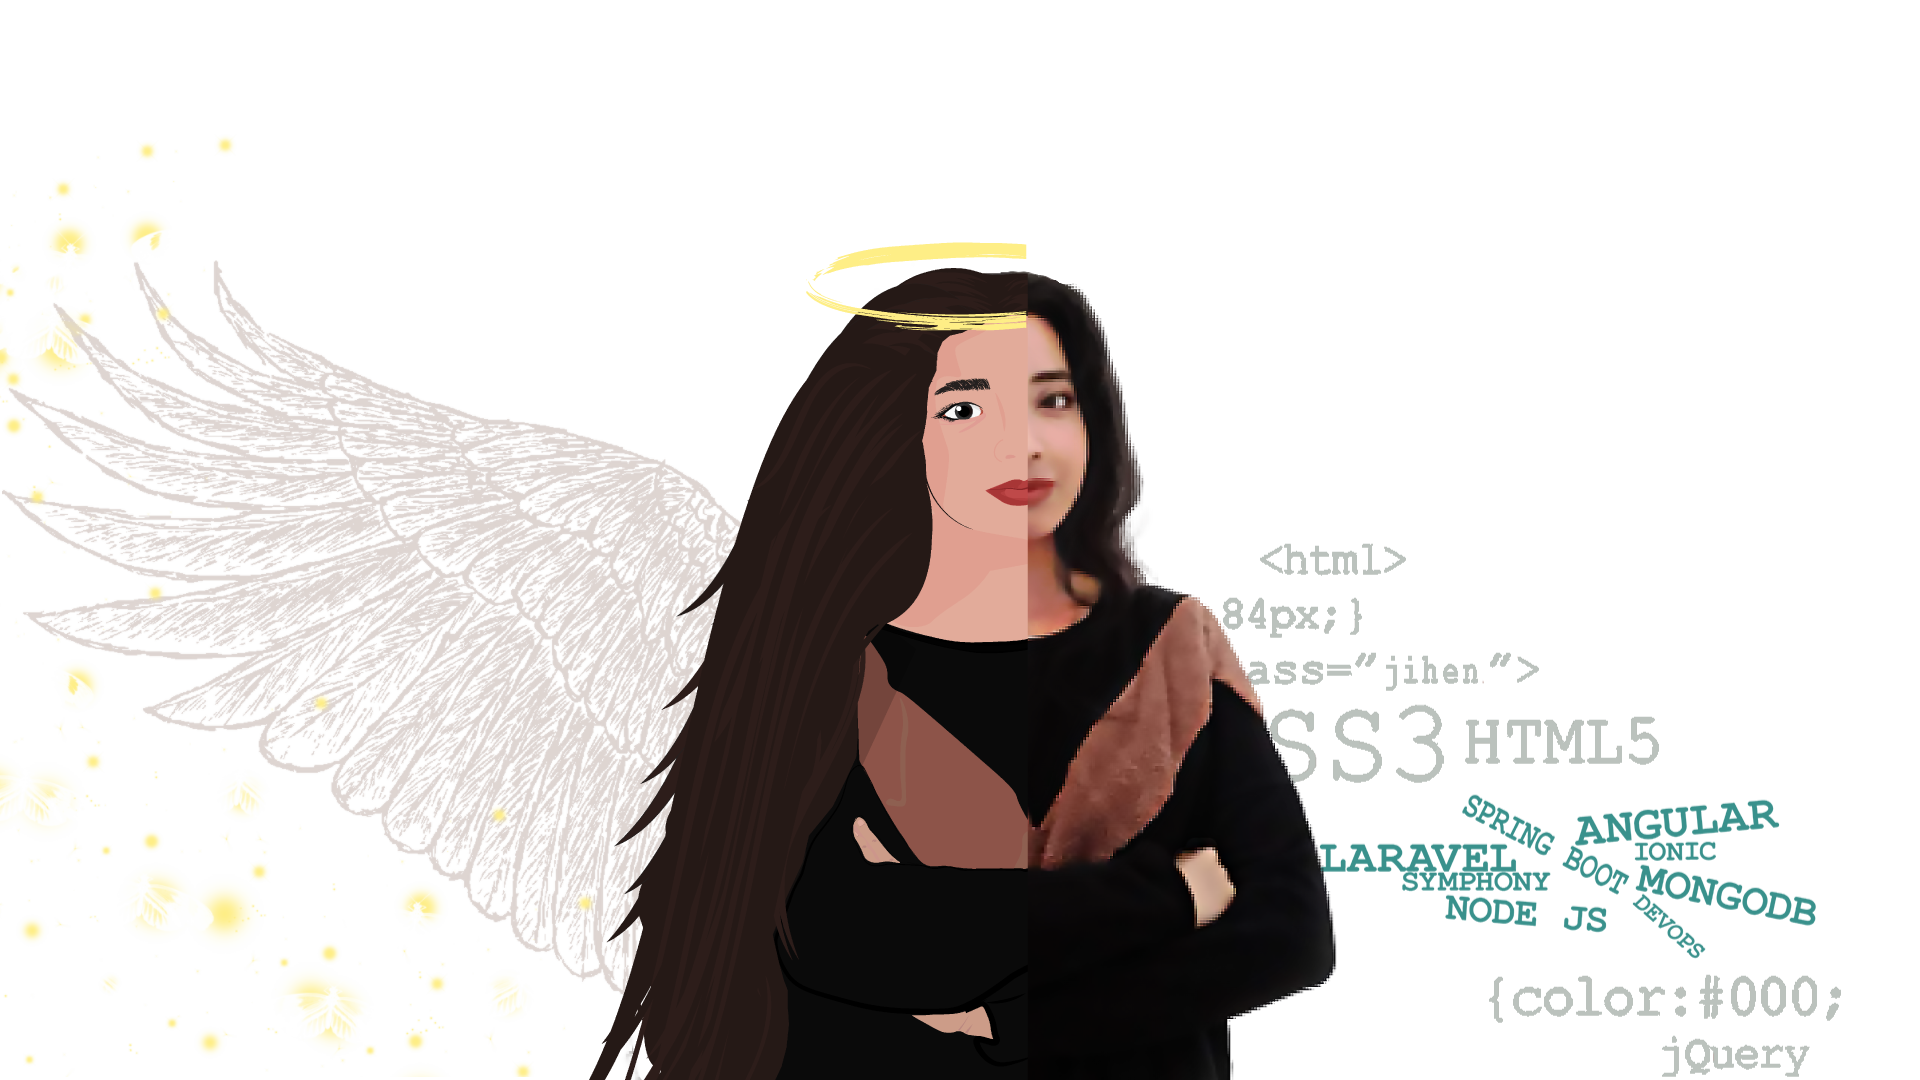 <html>
84px;}
ass="jihen.">
SS3 HTML5
SPRING BOOT
ANGULAR
LARAVEL
IONIC
SYMPHONY
MONGODB
NODE JS
DEVOPS
{color:#000;
jQuery